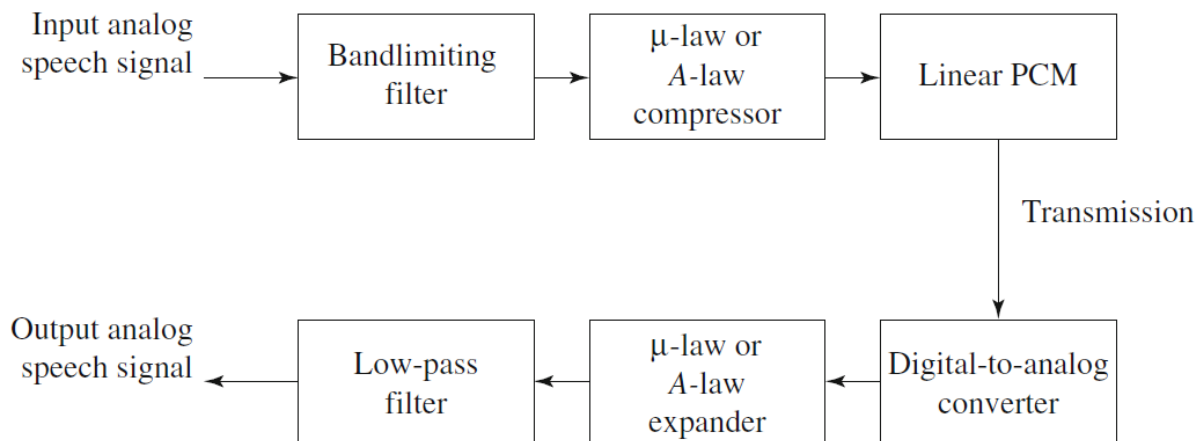 Input analog
speech signal
Bandlimiting
filter
μ-law or
A-law
compressor
Linear PCM
Transmission
Output analog
speech signal
Low-pass
filter
μ-law or
A-law
expander
Digital-to-analog
converter